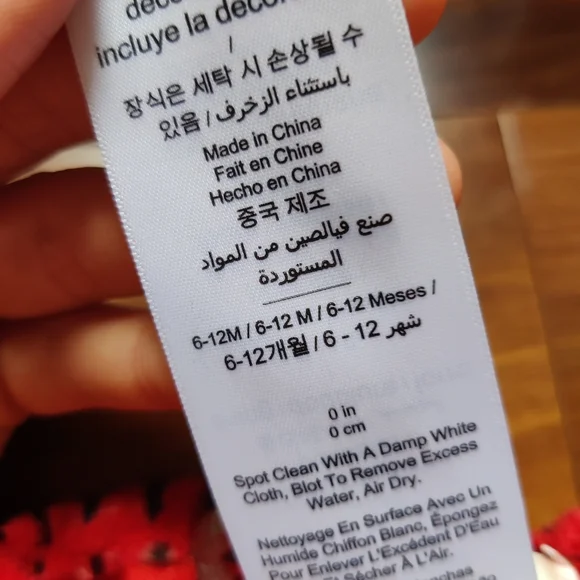 incluye la
/
장식은 세탁 시 손상될 수
있음 / باستثناء الزخرف
Made in China
Fait en Chine
Hecho en China
중국 제조
صنع فيالصين من المواد
المستوردة
6-12M / 6-12 M / 6-12 Meses /
6-12개월 / 6 - 12 شهر
0 in
0 cm
Spot Clean With A Damp White
Cloth, Blot To Remove Excess
Water, Air Dry.
Nettoyage En Surface Avec Un
Humide Chiffon Blanc, Épongez
Pour Enlever L'Excédent D'Eau
Et Sécher À L'Air.